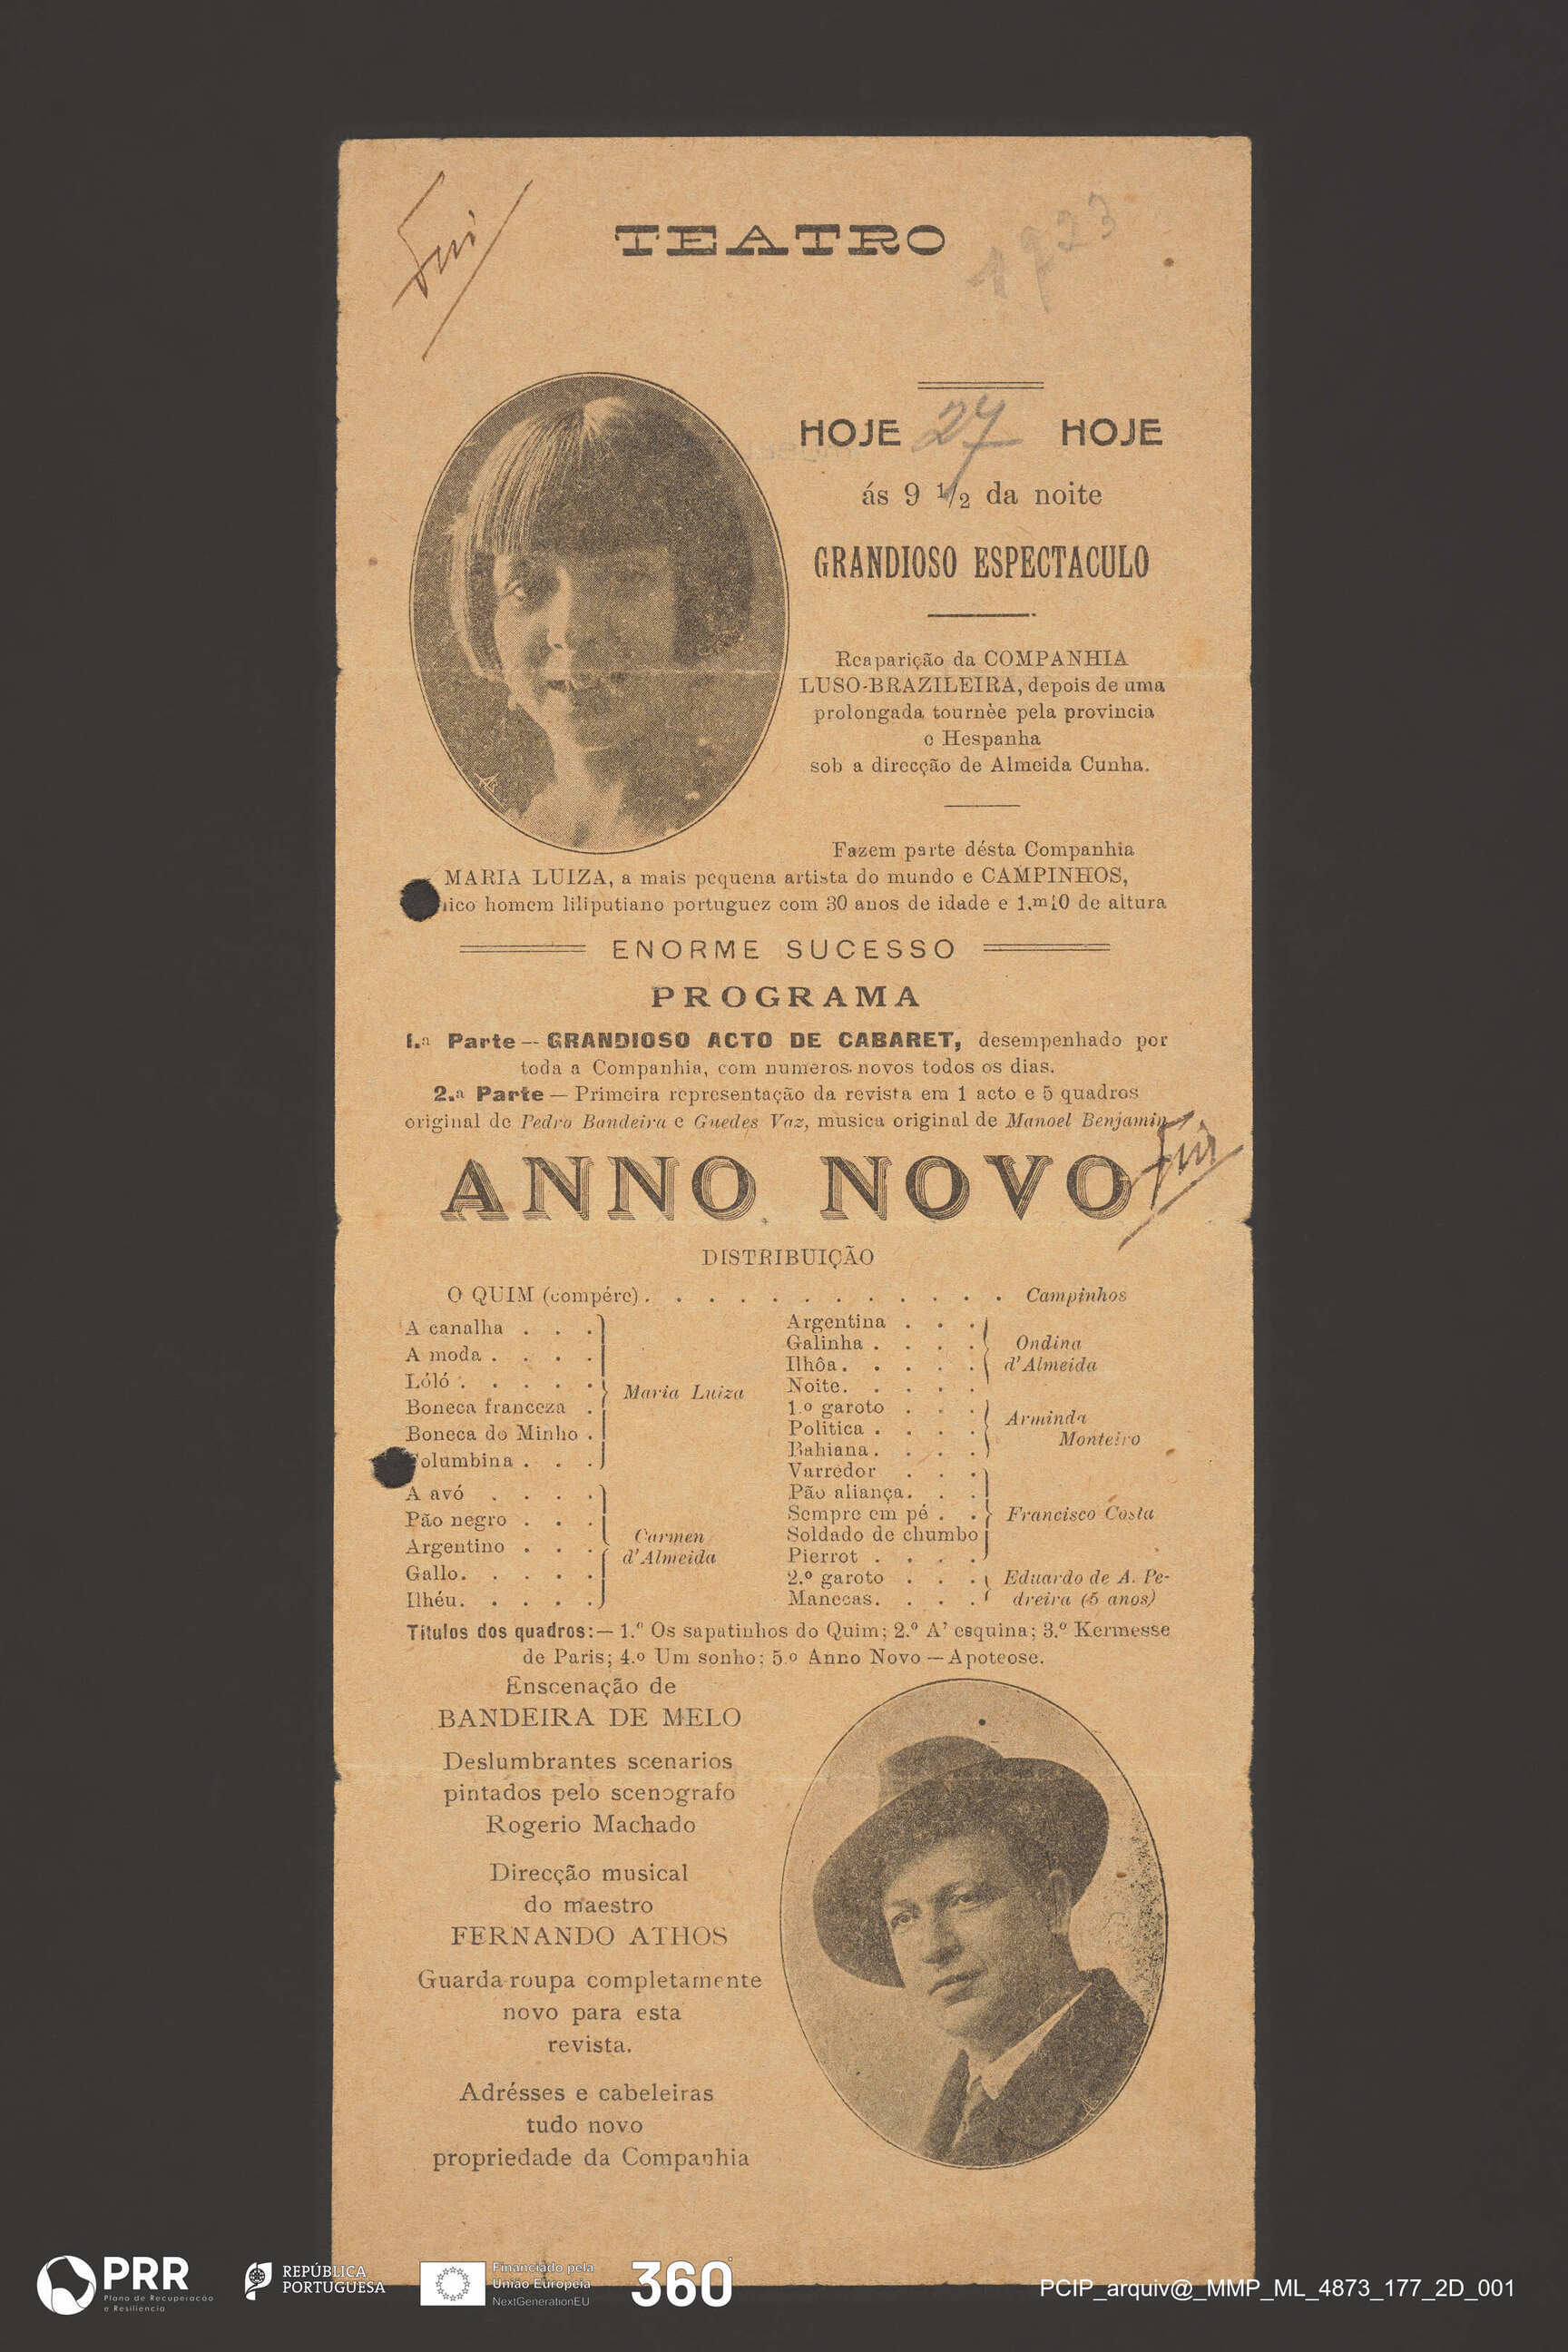 Fui
TEATRO
1923
HOJE 27 HOJE
ás 9 1/2 da noite
GRANDIOSO ESPECTACULO
Reaparição da COMPANHIA
LUSO-BRAZILEIRA, depois de uma
prolongada tournèe pela provincia
e Hespanha
sob a direcção de Almeida Cunha.
Fazem parte désta Companhia
MARIA LUIZA, a mais pequena artista do mundo e CAMPINHOS,
nico homem liliputiano portuguez com 30 anos de idade e 1,m10 de altura
ENORME SUCESSO
PROGRAMA
1.ª Parte — GRANDIOSO ACTO DE CABARET, desempenhado por
toda a Companhia, com numeros novos todos os dias.
2.ª Parte — Primeira representação da revista em 1 acto e 5 quadros
original de Pedro Bandeira e Guedes Vaz, musica original de Manoel Benjamin
ANNO NOVO
Fui
DISTRIBUIÇÃO
O QUIM (compére) . . . . . . . . . . . . Campinhos
A canalha . . .
A moda . . . .
Lóló . . . . .
Boneca franceza .
Boneca do Minho .
olumbina . . .
Maria Luiza
A avó . . . .
Pão negro . . .
Argentino . . .
Gallo. . . . .
Ilhéu. . . . .
Carmen
d'Almeida
Argentina . . .
Galinha . . . .
Ilhôa. . . . .
Noite. . . . .
Ondina
d'Almeida
1.º garoto . . .
Politica . . . .
Bahiana. . . .
Arminda
Monteiro
Varredor . . .
Pão aliança. . .
Sempre em pé . .
Soldado de chumbo
Pierrot . . . .
Francisco Costa
2.º garoto . . .
Manecas. . . .
Eduardo de A. Pe-
dreira (5 anos)
Titulos dos quadros:— 1.º Os sapatinhos do Quim; 2.º A' esquina; 3.º Kermesse
de Paris; 4.º Um sonho; 5.º Anno Novo — Apoteose.
Enscenação de
BANDEIRA DE MELO
Deslumbrantes scenarios
pintados pelo scenografo
Rogerio Machado
Direcção musical
do maestro
FERNANDO ATHOS
Guarda-roupa completamente
novo para esta
revista.
Adrésses e cabeleiras
tudo novo
propriedade da Companhia
PRR
Plano de Recuperação
e Resiliência
REPÚBLICA
PORTUGUESA
Financiado pela
União Europeia
NextGenerationEU
360°
PCIP_arquiv@_MMP_ML_4873_177_2D_001